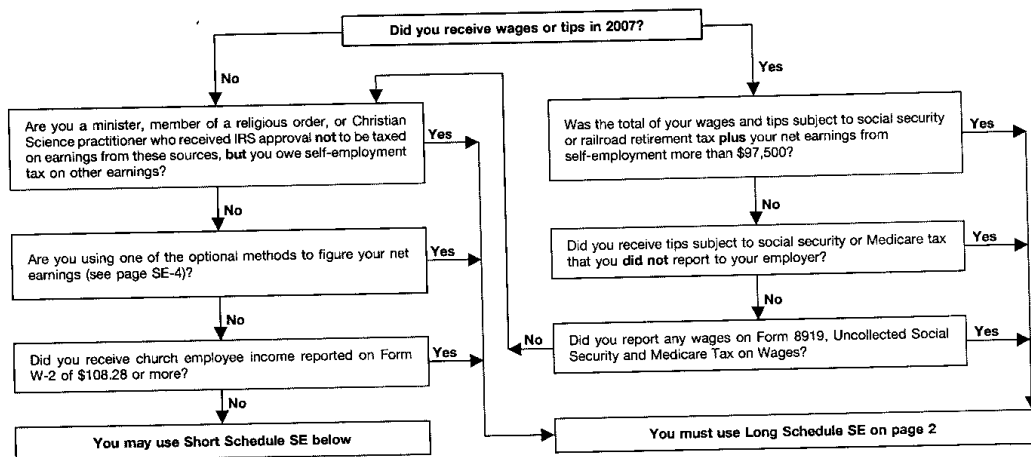 Did you receive wages or tips in 2007?
No
Yes
Are you a minister, member of a religious order, or Christian
Science practitioner who received IRS approval not to be taxed
on earnings from these sources, but you owe self-employment
tax on other earnings?
Yes
Was the total of your wages and tips subject to social security
or railroad retirement tax plus your net earnings from
self-employment more than $97,500?
Yes
No
No
Are you using one of the optional methods to figure your net
earnings (see page SE-4)?
Yes
Did you receive tips subject to social security or Medicare tax
that you did not report to your employer?
Yes
No
No
Did you receive church employee income reported on Form
W-2 of $108.28 or more?
Yes
No
Did you report any wages on Form 8919, Uncollected Social
Security and Medicare Tax on Wages?
Yes
No
You may use Short Schedule SE below
You must use Long Schedule SE on page 2